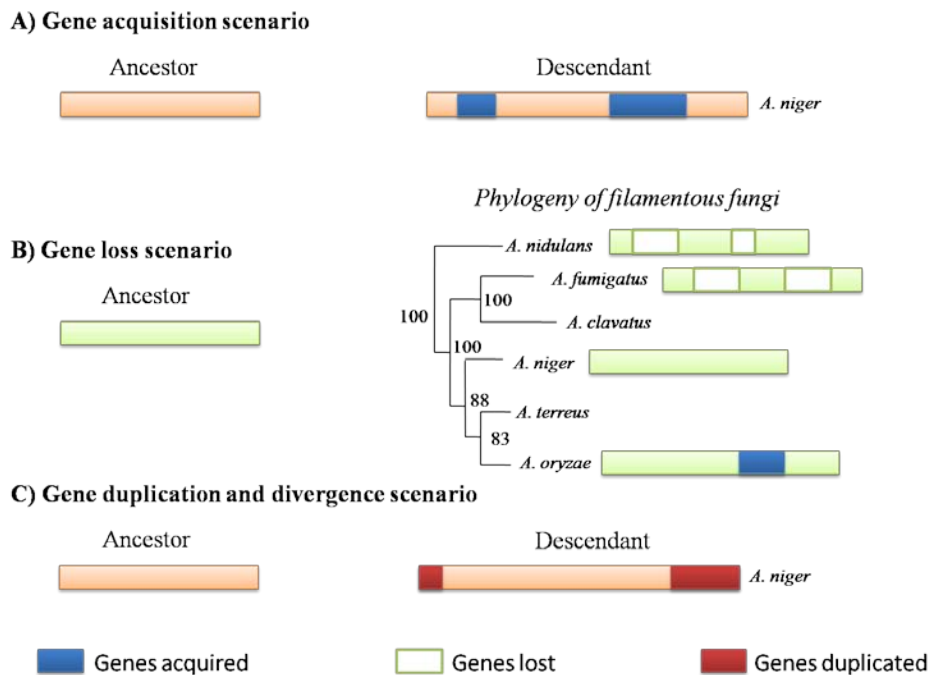 A) Gene acquisition scenario
Ancestor
Descendant
A. niger
Phylogeny of filamentous fungi
B) Gene loss scenario
Ancestor
A. nidulans
A. fumigatus
100
A. clavatus
100
100
A. niger
88
A. terreus
83
A. oryzae
C) Gene duplication and divergence scenario
Ancestor
Descendant
A. niger
Genes acquired
Genes lost
Genes duplicated